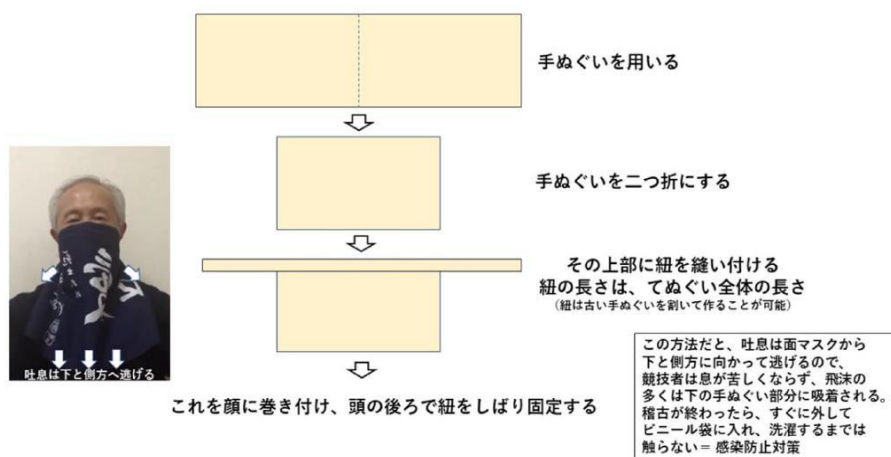 手ぬぐいを用いる
手ぬぐいを二つ折にする
その上部に紐を縫い付ける
紐の長さは、てぬぐい全体の長さ
（紐は古い手ぬぐいを割いて作ることが可能）
吐息は下と側方へ逃げる
これを顔に巻き付け、頭の後ろで紐をしばり固定する
この方法だと、吐息は面マスクから
下と側方に向かって逃げるので、
競技者は息が苦しくならず、飛沫の
多くは下の手ぬぐい部分に吸着される。
稽古が終わったら、すぐに外して
ビニール袋に入れ、洗濯するまでは
触らない＝ 感染防止対策